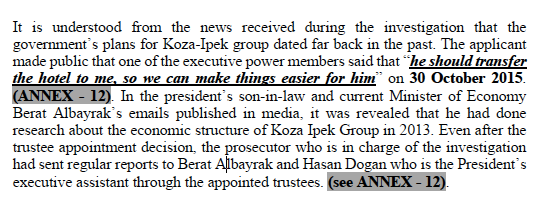 It is understood from the news received during the investigation that the
government's plans for Koza-Ipek group dated far back in the past. The applicant
made public that one of the executive power members said that "he should transfer
the hotel to me, so we can make things easier for him" on 30 October 2015.
(ANNEX - 12). In the president's son-in-law and current Minister of Economy
Berat Albayrak's emails published in media, it was revealed that he had done
research about the economic structure of Koza Ipek Group in 2013. Even after the
trustee appointment decision, the prosecutor who is in charge of the investigation
had sent regular reports to Berat Albayrak and Hasan Dogan who is the President's
executive assistant through the appointed trustees. (see ANNEX - 12).